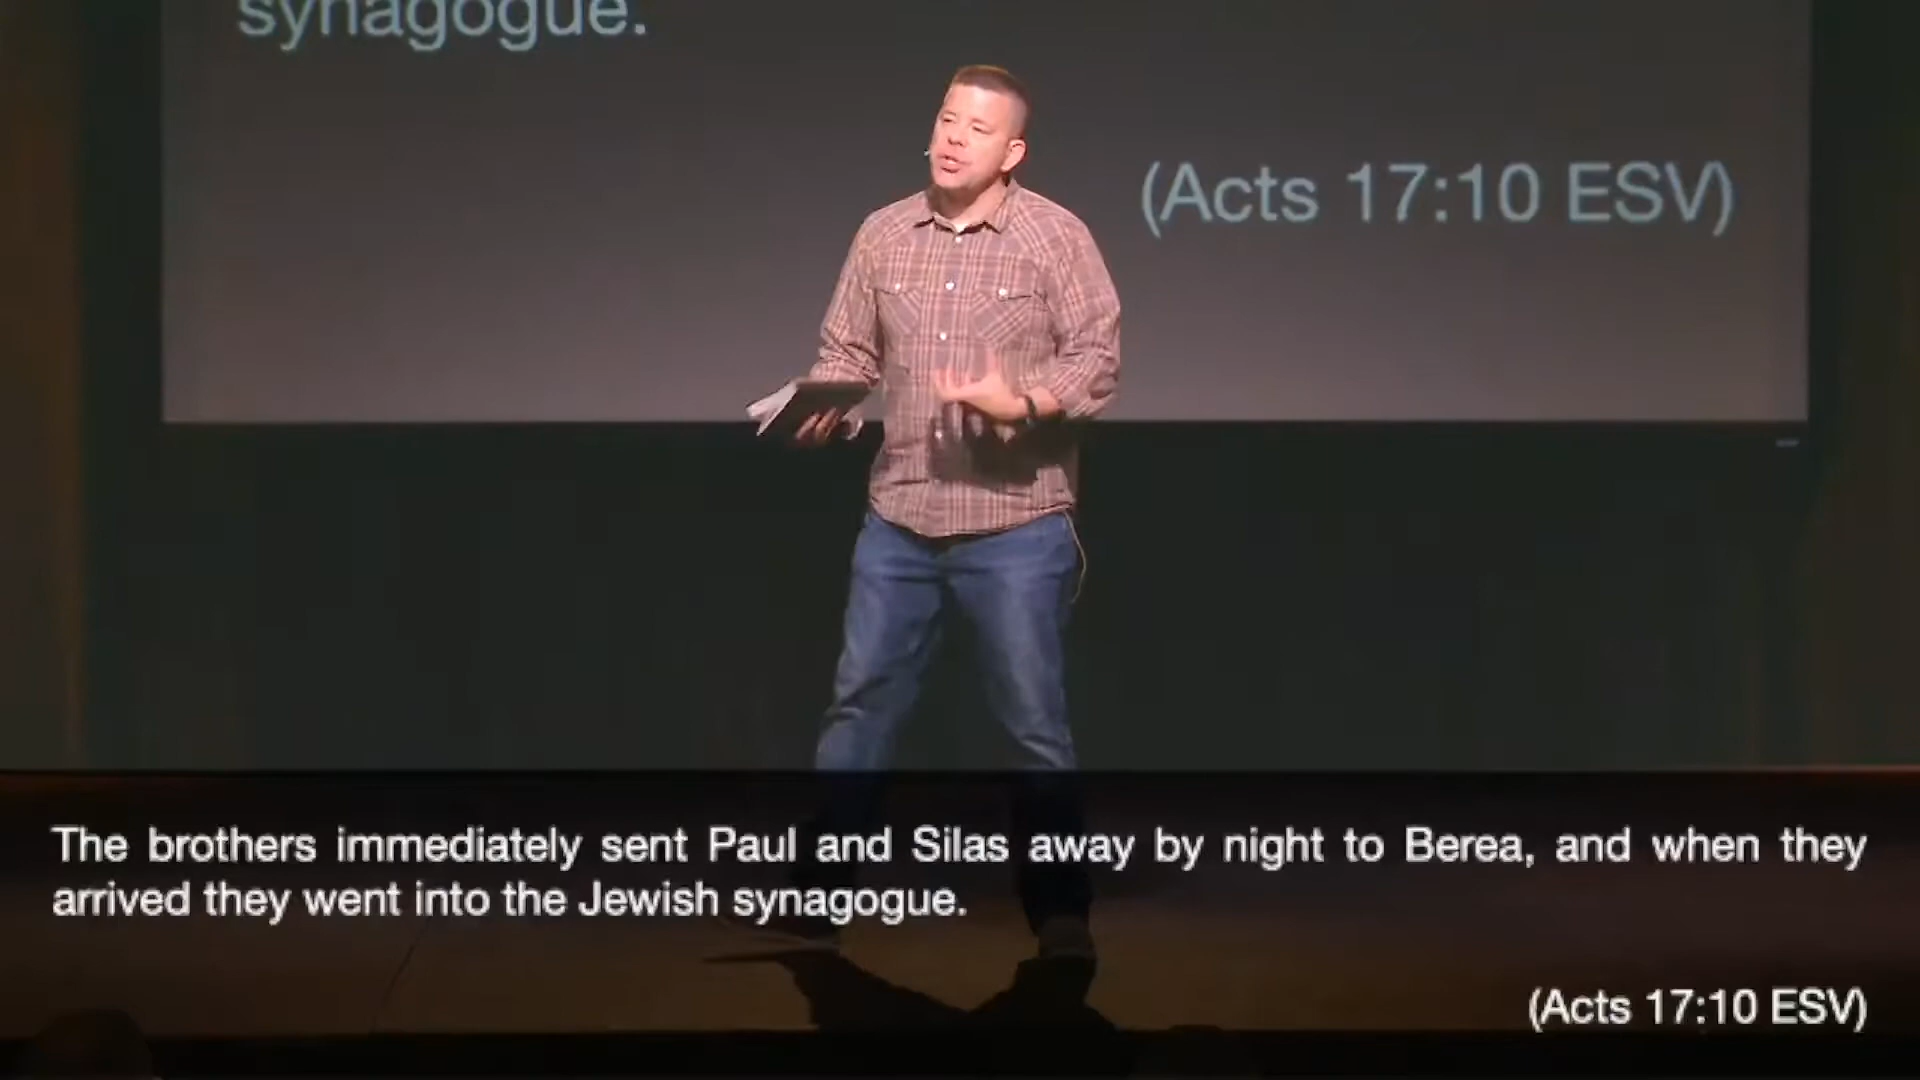 synagogue.
(Acts 17:10 ESV)
The brothers immediately sent Paul and Silas away by night to Berea, and when they
arrived they went into the Jewish synagogue.
(Acts 17:10 ESV)